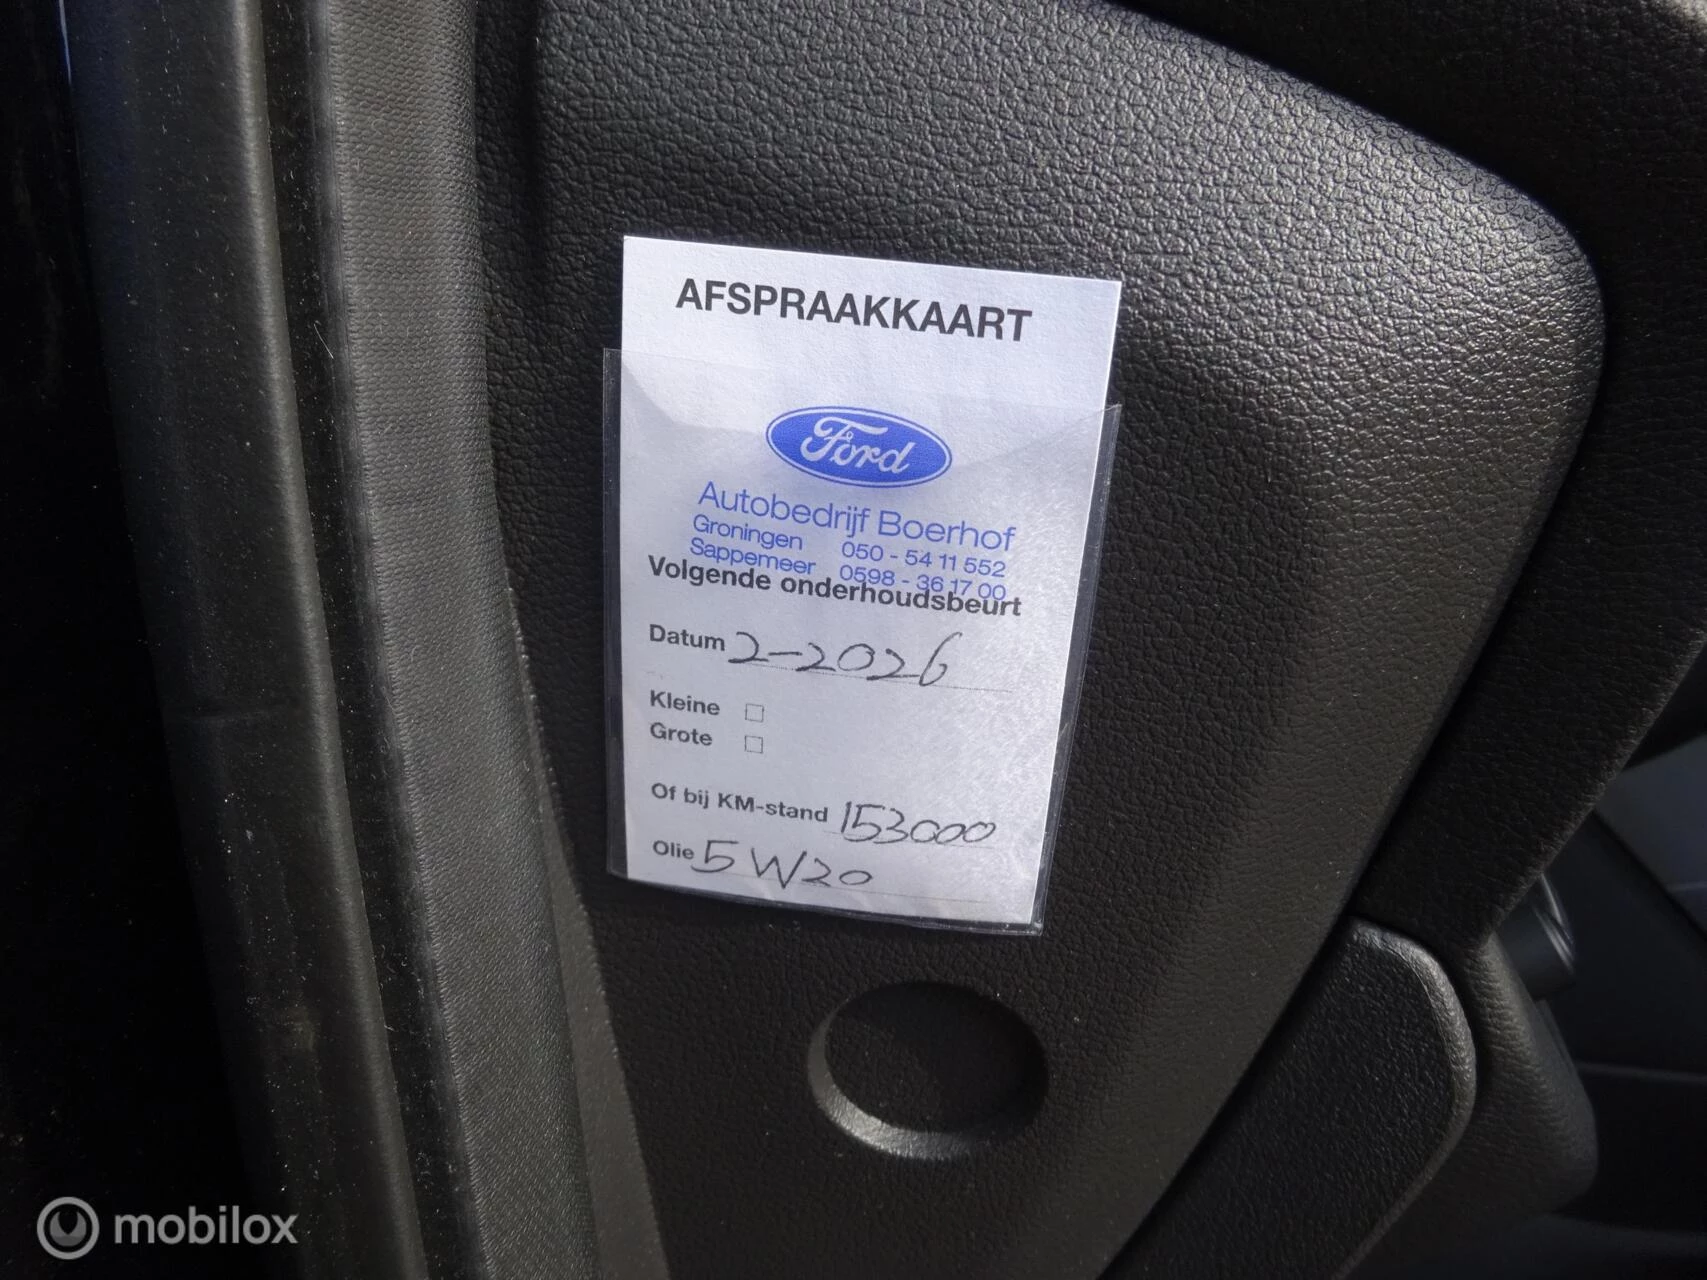 AFSPRAAKKAART
Ford
Autobedrijf Boerhof
Groningen 050 - 54 11 552
Sappemeer 0598 - 36 17 00
Volgende onderhoudsbeurt
Datum 2-2026
Kleine
Grote
Of bij KM-stand 153000
Olie 5W20
mobilox